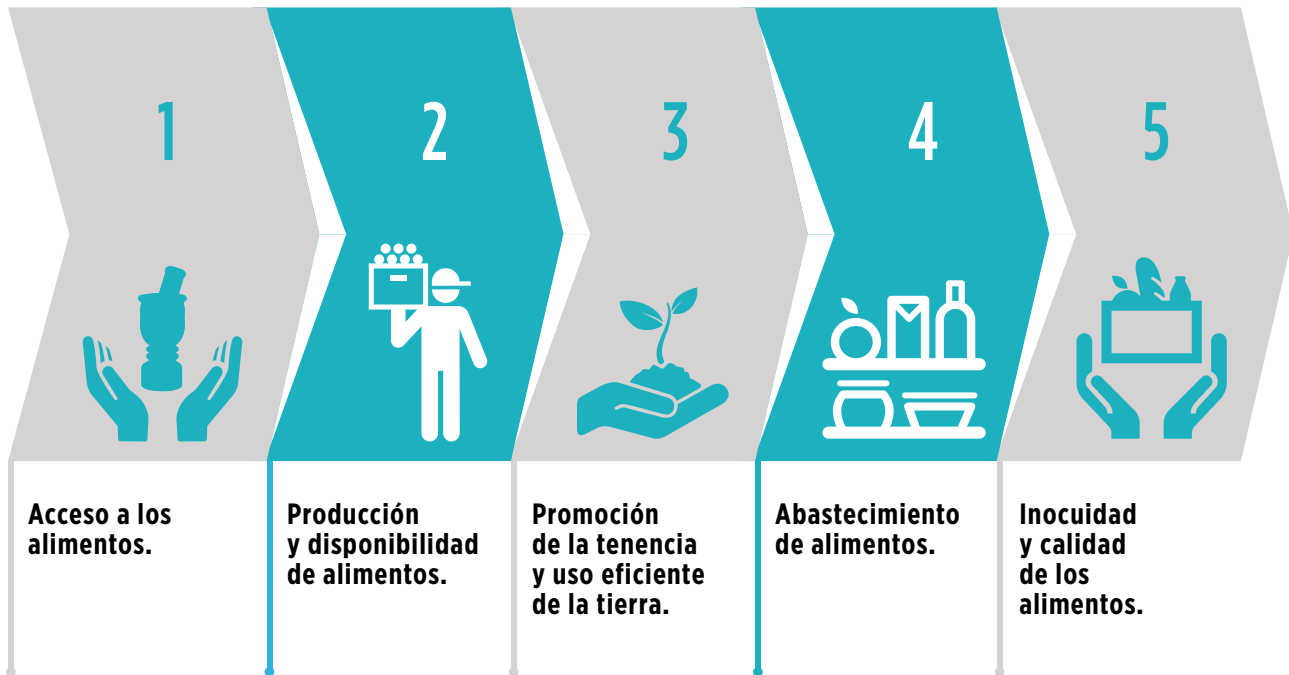 1
2
3
4
5
Acceso a los
alimentos.
Producción
y disponibilidad
de alimentos.
Promoción
de la tenencia
y uso eficiente
de la tierra.
Abastecimiento
de alimentos.
Inocuidad
y calidad
de los
alimentos.